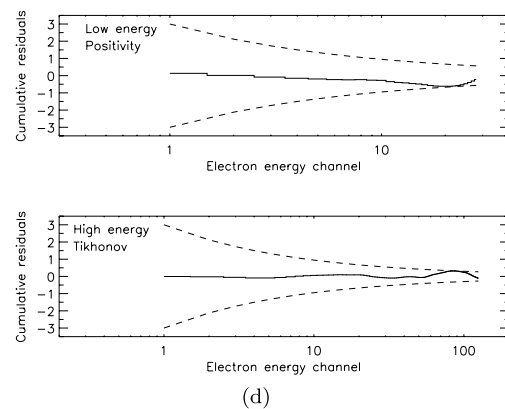 Cumulative residuals
3
2
1
0
−1
−2
−3
Low energy
Positivity
1
10
Electron energy channel
Cumulative residuals
3
2
1
0
−1
−2
−3
High energy
Tikhonov
1
10
100
Electron energy channel
(d)